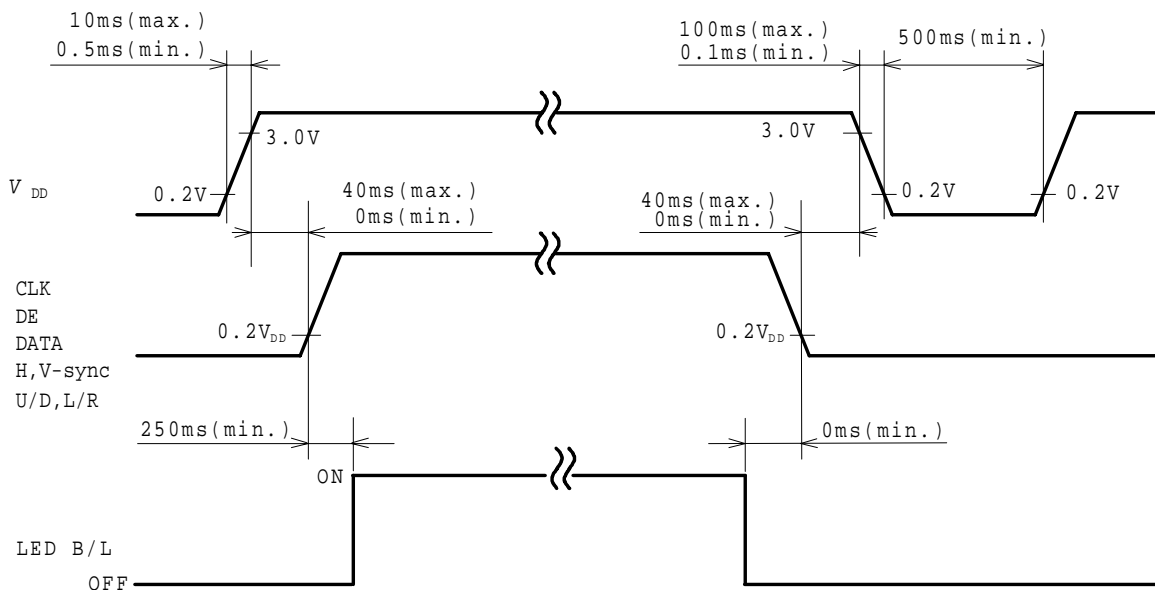 10ms(max.)
0.5ms(min.)
100ms(max.)
0.1ms(min.)
500ms(min.)
3.0V
3.0V
V DD
0.2V
0.2V
0.2V
40ms(max.)
0ms(min.)
40ms(max.)
0ms(min.)
CLK
DE
DATA
H,V-sync
U/D,L/R
0.2VDD
0.2VDD
250ms(min.)
0ms(min.)
ON
LED B/L
OFF